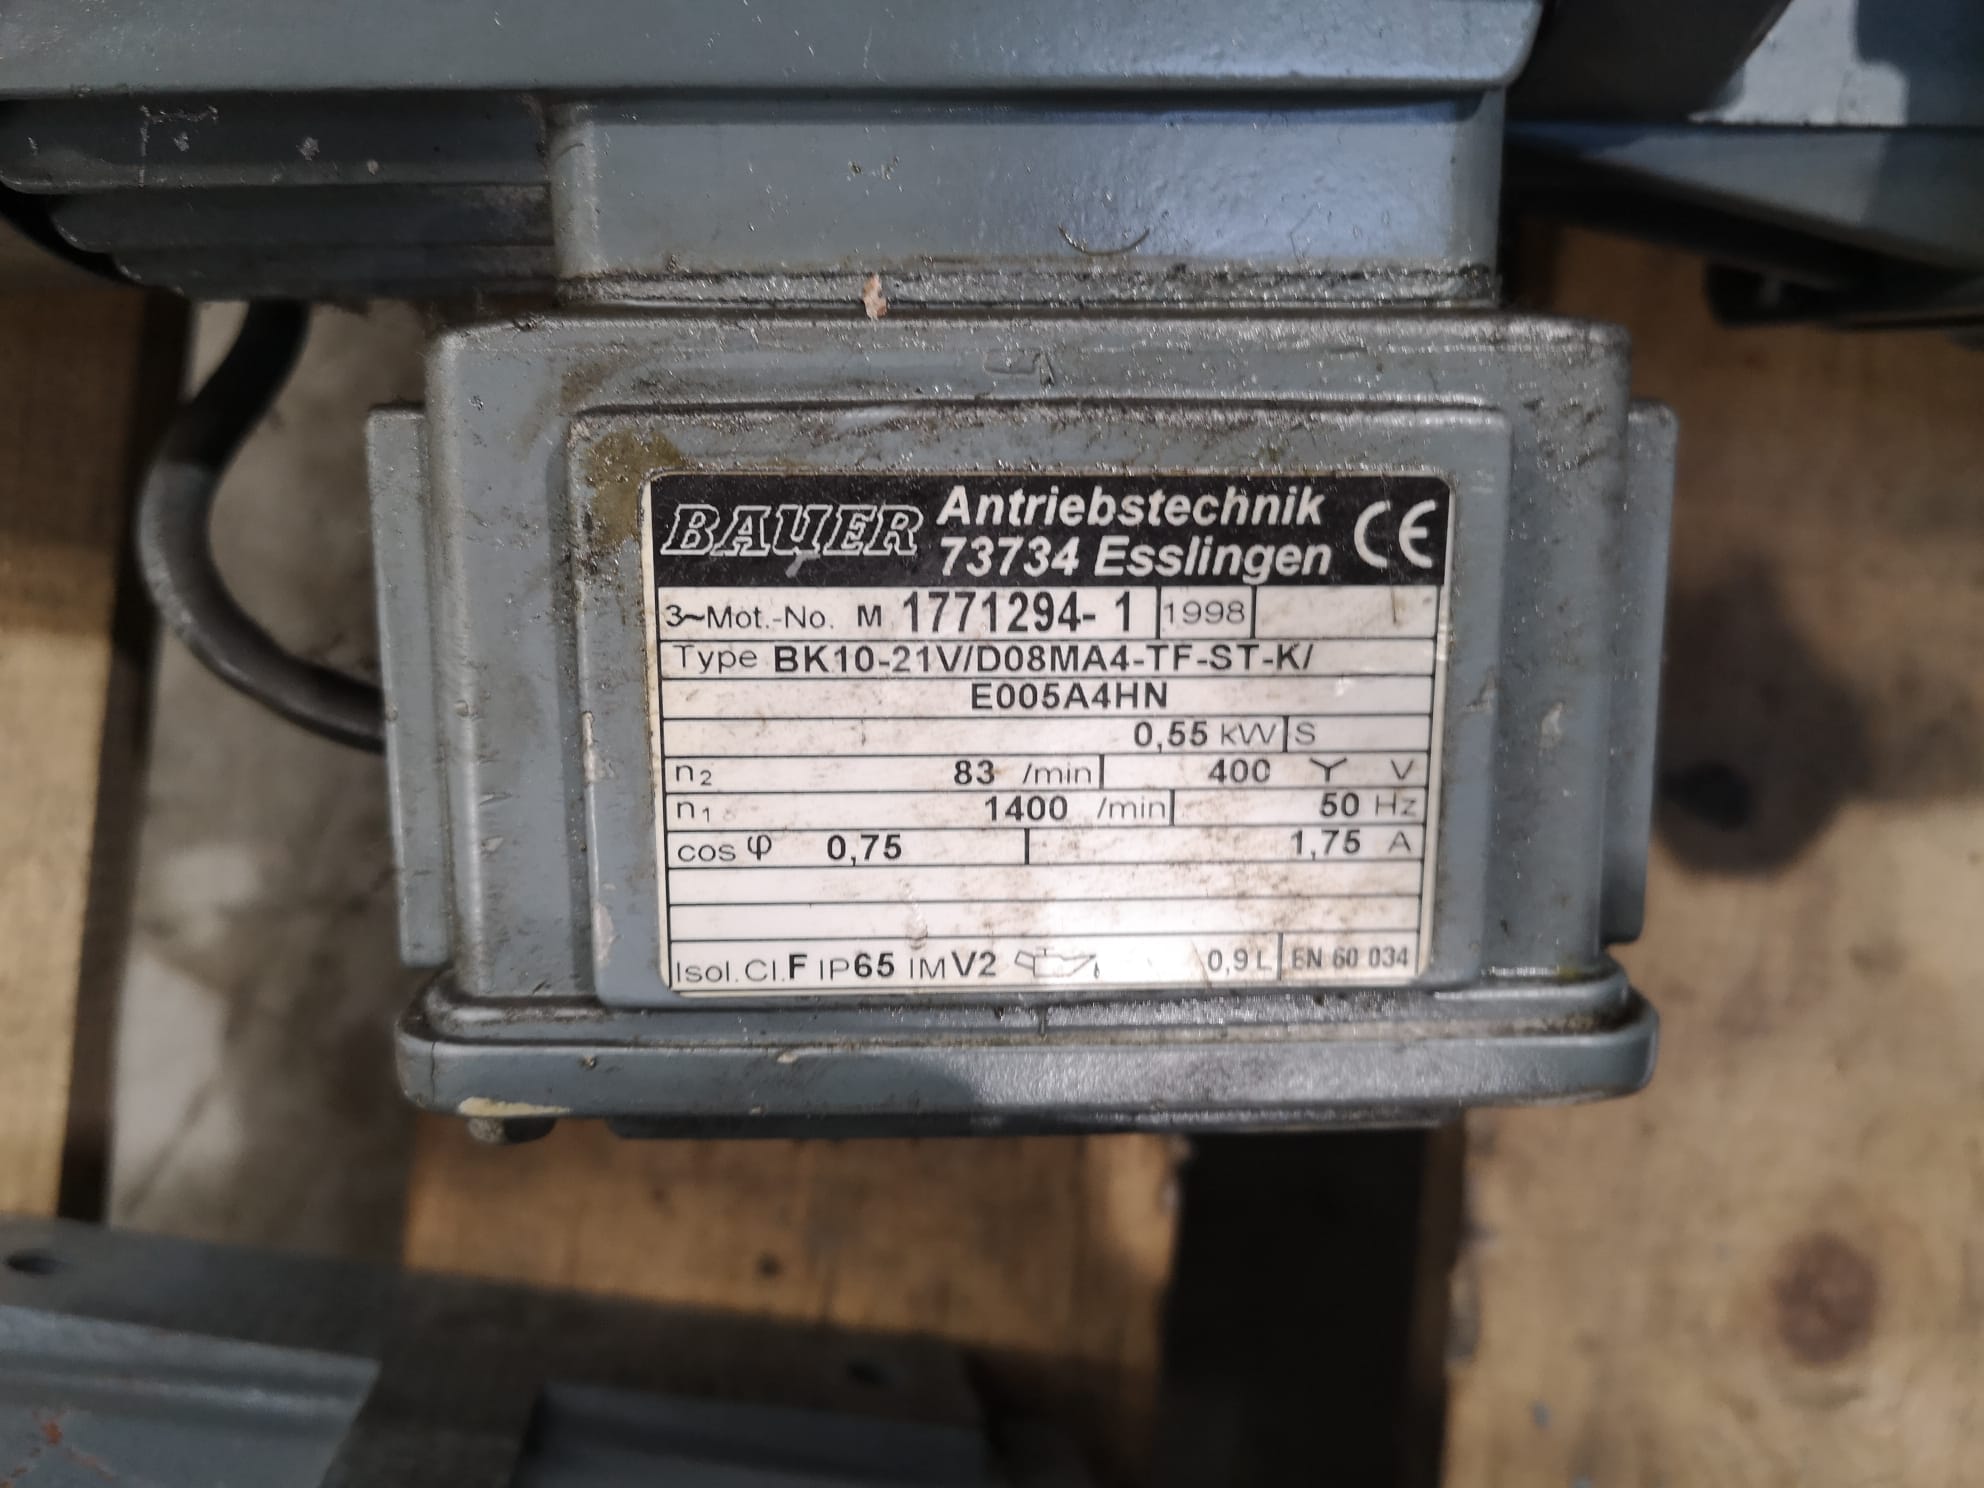 BAUER Antriebstechnik
73734 Esslingen CE
3~Mot.-No. M 1771294-1 1998
Type BK10-21V/D08MA4-TF-ST-K/
E005A4HN
0,55 kW S
n2 83 /min 400 Y V
n1 1400 /min 50 Hz
cos φ 0,75 1,75 A
Isol.Cl.F IP65 IMV2 0,9 L EN 60 034